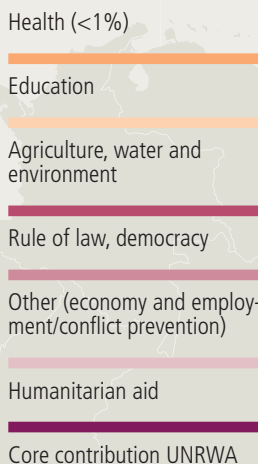 Health (<1%)
Education
Agriculture, water and
environment
Rule of law, democracy
Other (economy and employ-
ment/conflict prevention)
Humanitarian aid
Core contribution UNRWA